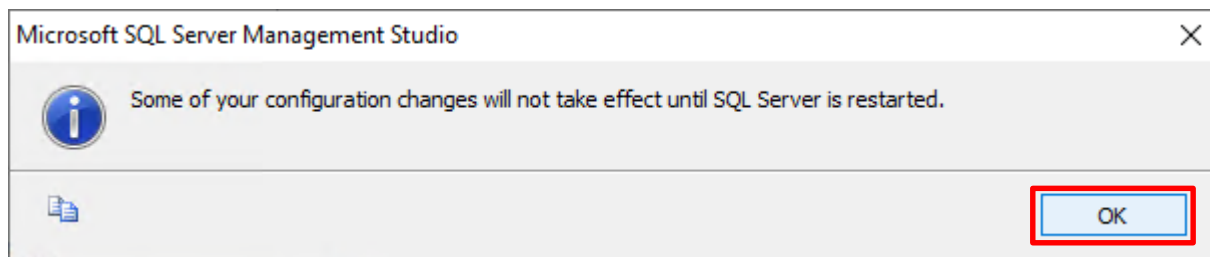 Microsoft SQL Server Management Studio
Some of your configuration changes will not take effect until SQL Server is restarted.
OK